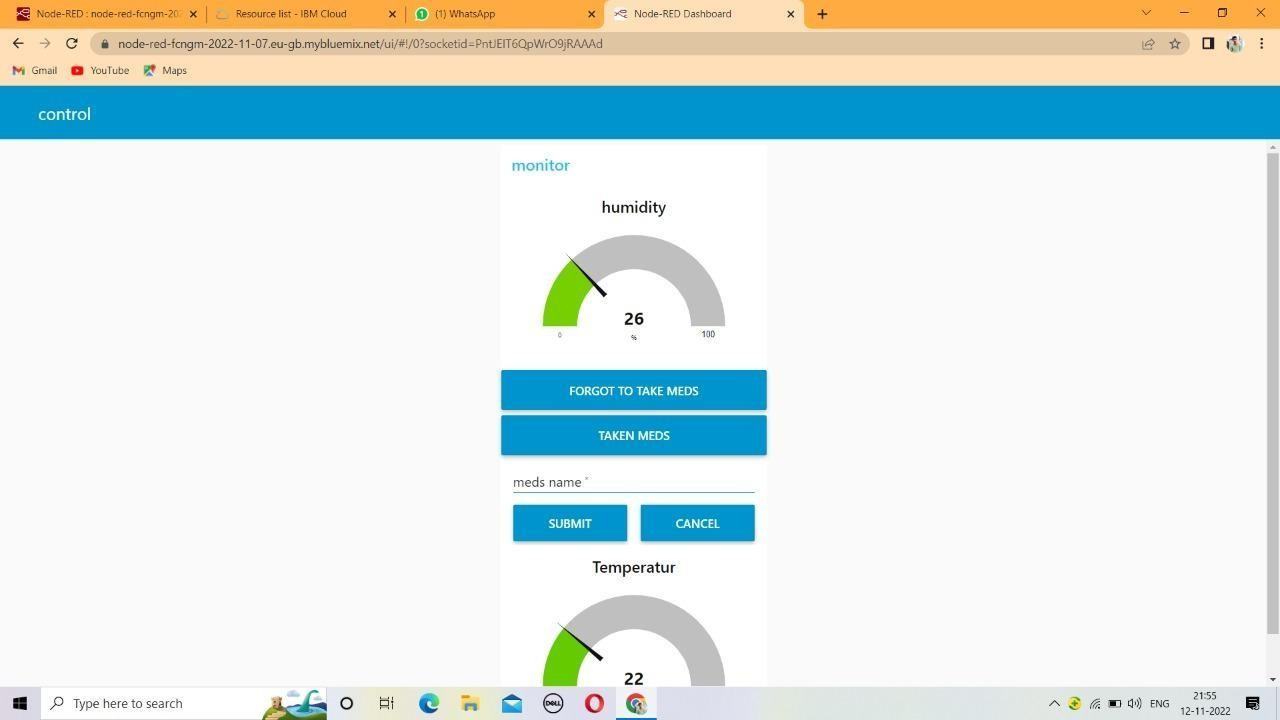 Node-RED : node-red-fcngm-202
Resource list - IBM Cloud
(1) WhatsApp
Node-RED Dashboard
node-red-fcngm-2022-11-07.eu-gb.mybluemix.net/ui/#!/0?socketid=PntJEIT6QpWrO9jRAAAd
Gmail
YouTube
Maps
control
monitor
humidity
26
%
0
100
FORGOT TO TAKE MEDS
TAKEN MEDS
meds name *
SUBMIT
CANCEL
Temperatur
22
Type here to search
DELL
ENG
21:55
12-11-2022